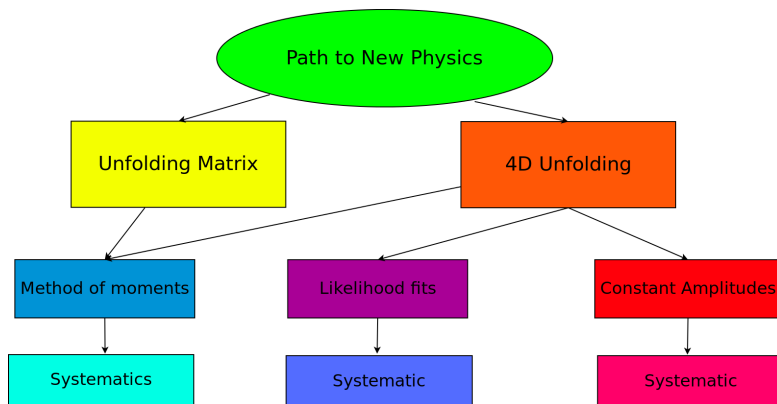 Path to New Physics
Unfolding Matrix
4D Unfolding
Method of moments
Likelihood fits
Constant Amplitudes
Systematics
Systematic
Systematic